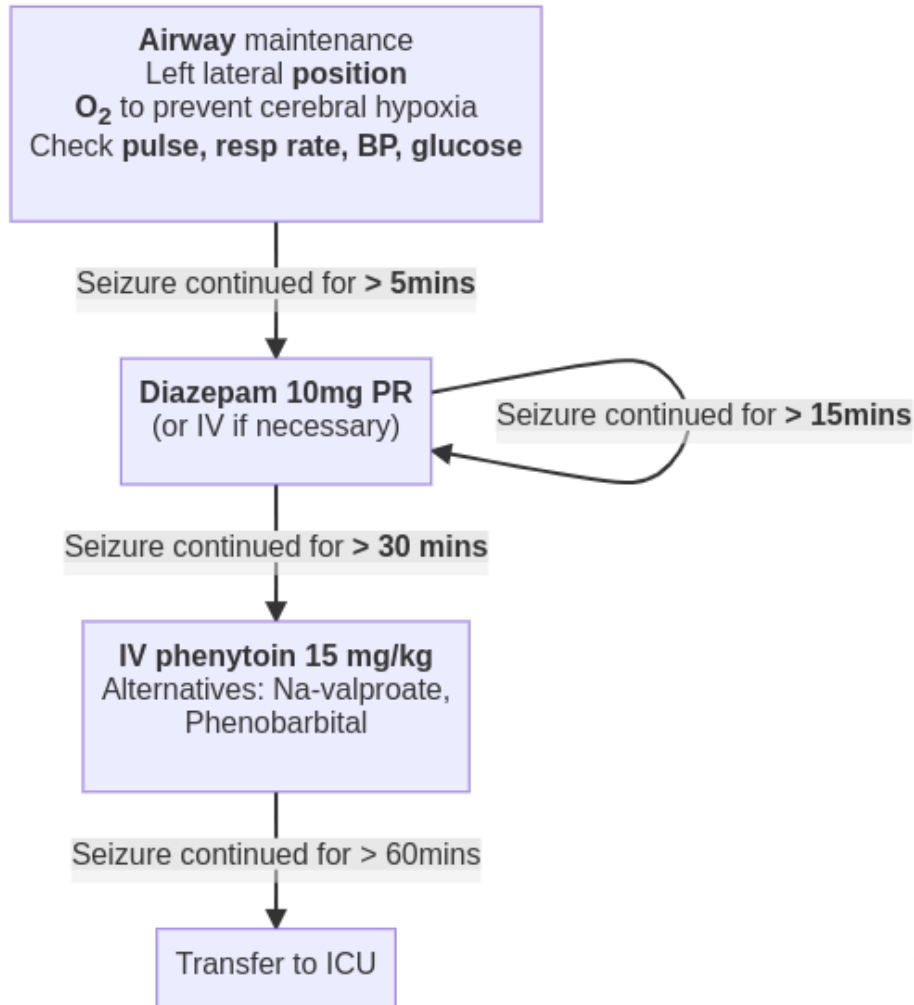 Airway maintenance
Left lateral position
O₂ to prevent cerebral hypoxia
Check pulse, resp rate, BP, glucose
Seizure continued for > 5mins
Diazepam 10mg PR
(or IV if necessary)
Seizure continued for > 15mins
Seizure continued for > 30 mins
IV phenytoin 15 mg/kg
Alternatives: Na-valproate,
Phenobarbital
Seizure continued for > 60mins
Transfer to ICU